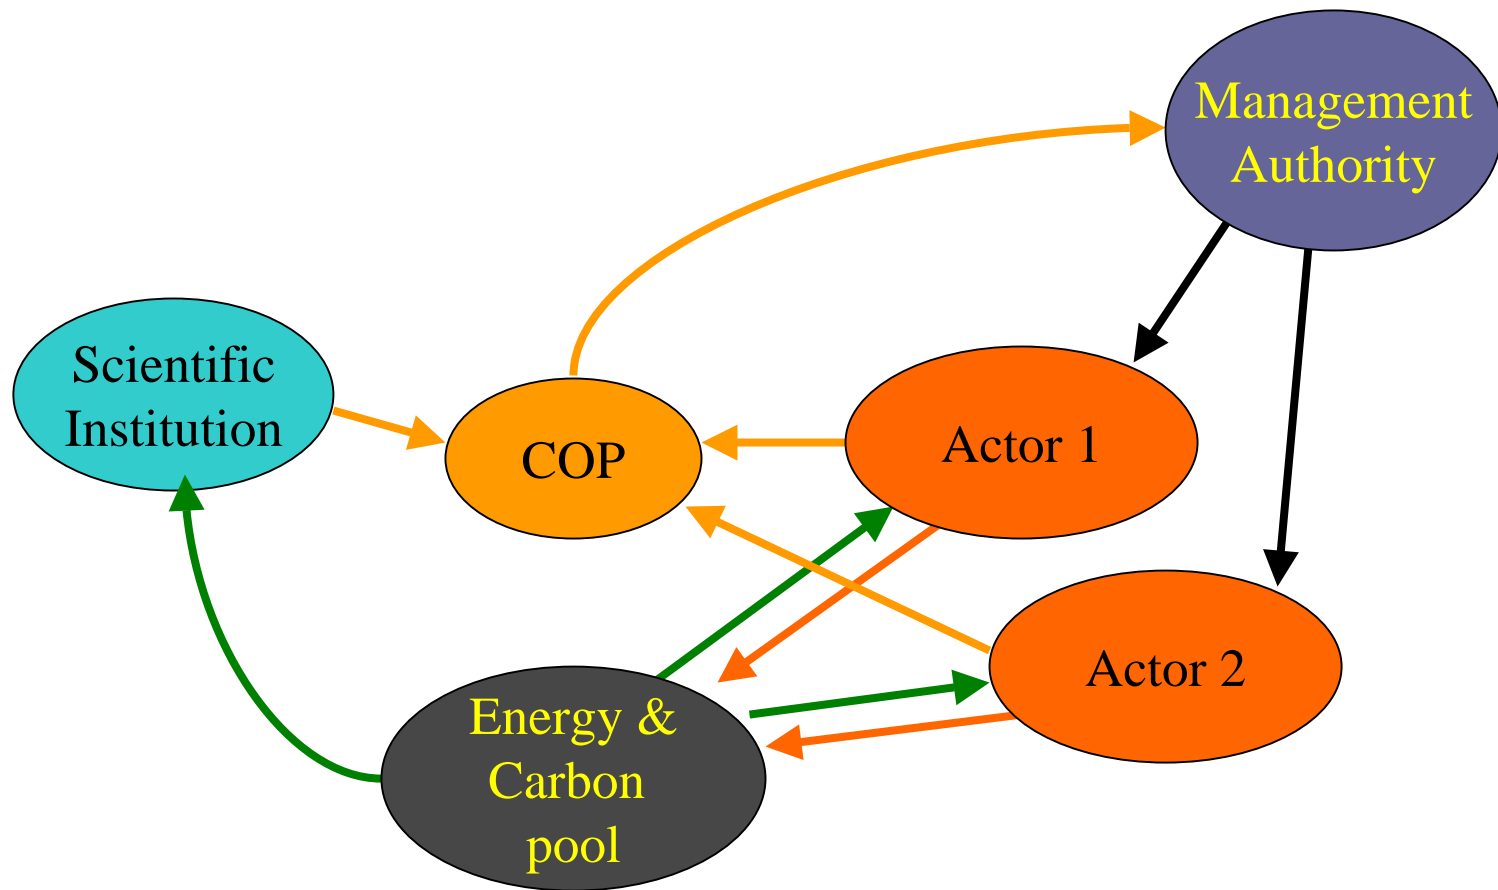 Management
Authority
Scientific
Institution
COP
Actor 1
Actor 2
Energy &
Carbon
pool